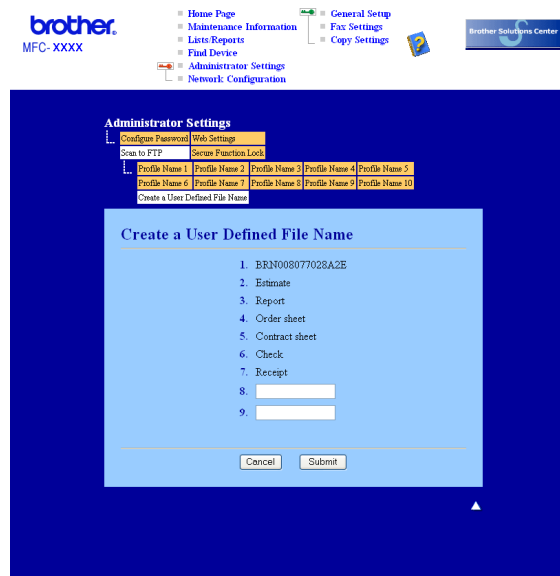 brother.
MFC- XXXX
Home Page
Maintenance Information
Lists/Reports
Find Device
Administrator Settings
Network Configuration
General Setup
Fax Settings
Copy Settings
Brother Solutions Center
Administrator Settings
Configure Password Web Settings
Scan to FTP Secure Function Lock
Profile Name 1 Profile Name 2 Profile Name 3 Profile Name 4 Profile Name 5
Profile Name 6 Profile Name 7 Profile Name 8 Profile Name 9 Profile Name 10
Create a User Defined File Name
Create a User Defined File Name
1. BRN008077028A2E
2. Estimate
3. Report
4. Order sheet
5. Contract sheet
6. Check
7. Receipt
8.
9.
Cancel Submit